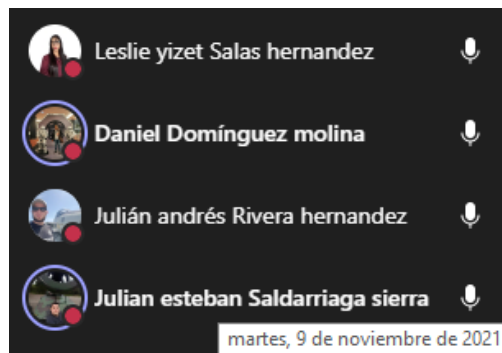 Leslie yizet Salas hernandez
Daniel Domínguez molina
Julián andrés Rivera hernandez
Julian esteban Saldarriaga sierra
martes, 9 de noviembre de 2021